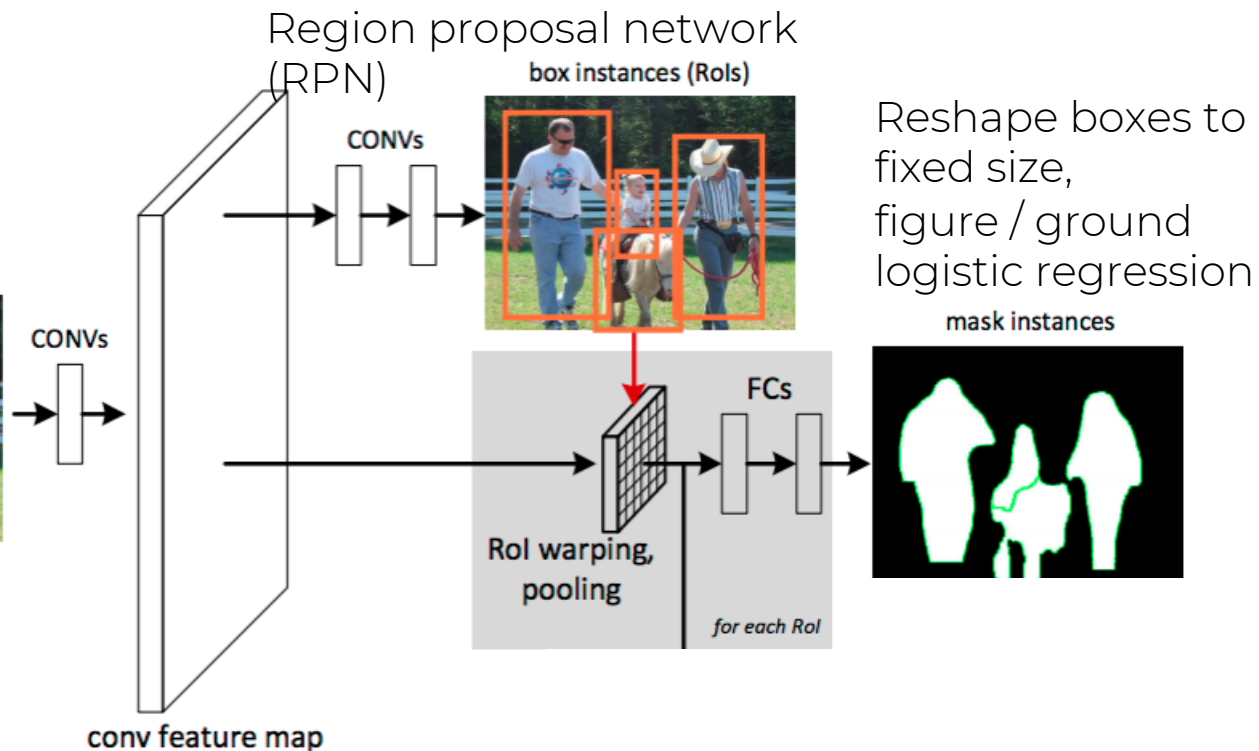 Region proposal network
(RPN)
box instances (RoIs)
CONVs
Reshape boxes to
fixed size,
figure / ground
logistic regression
mask instances
CONVs
FCs
RoI warping,
pooling
for each RoI
conv feature map